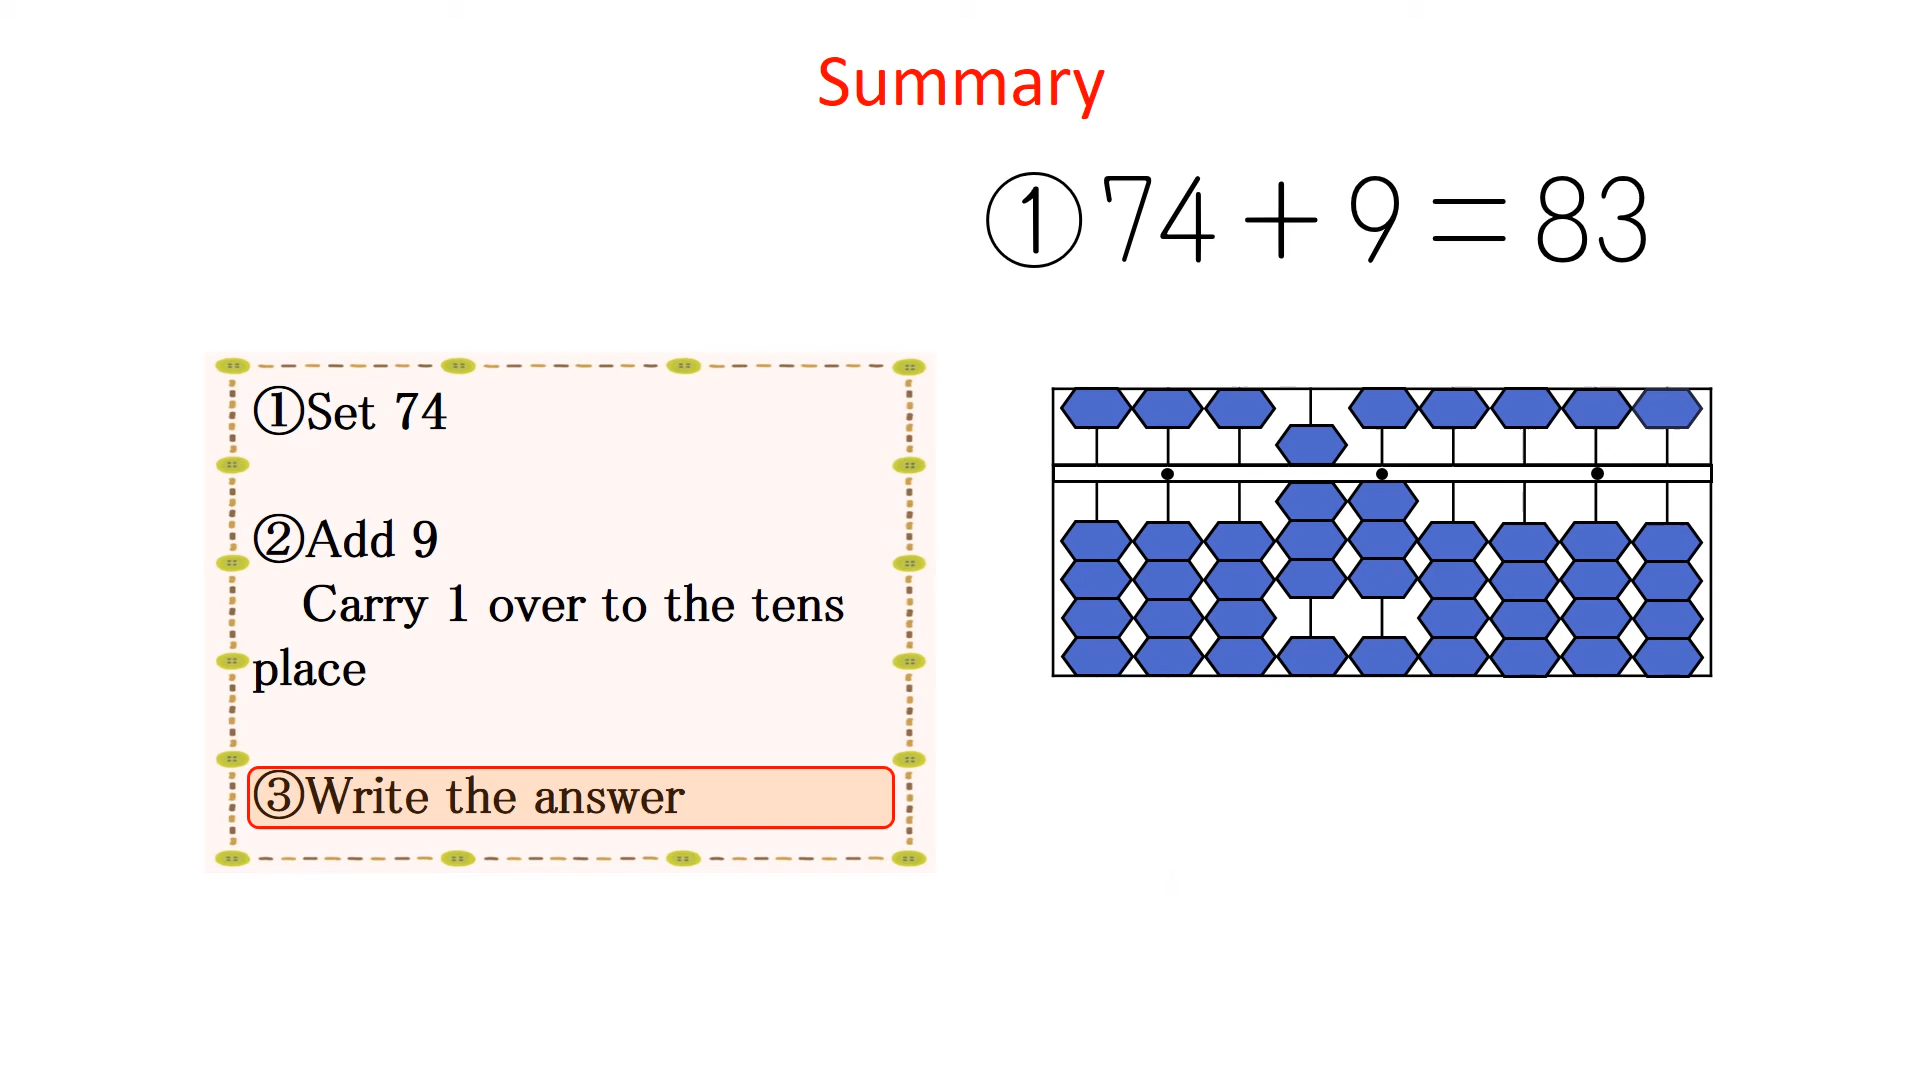 Summary
①74+9=83
①Set 74
②Add 9
Carry 1 over to the tens
place
③Write the answer